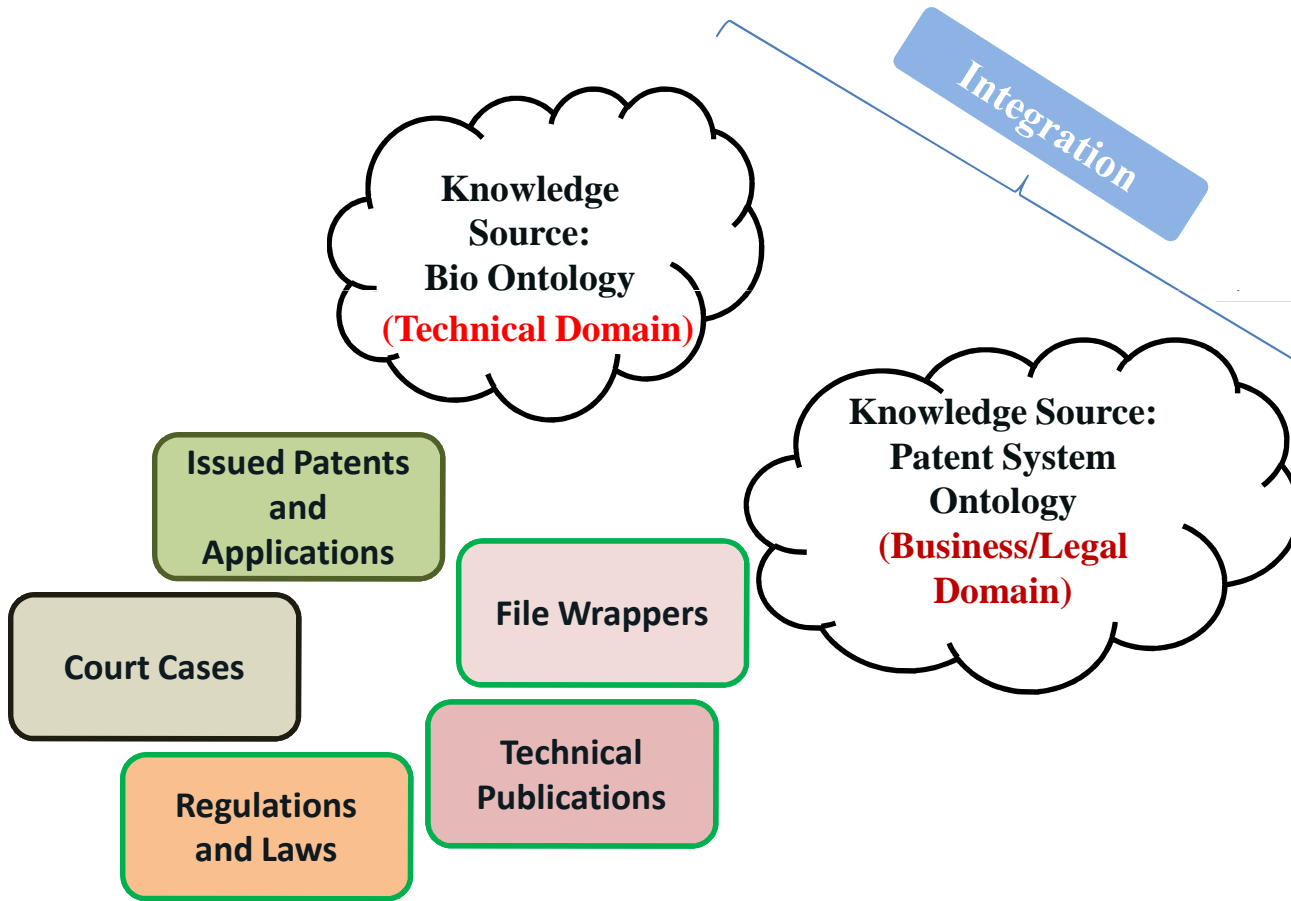 Integration
Knowledge
Source:
Bio Ontology
(Technical Domain)
Knowledge Source:
Patent System
Ontology
(Business/Legal
Domain)
Issued Patents
and
Applications
File Wrappers
Court Cases
Technical
Publications
Regulations
and Laws